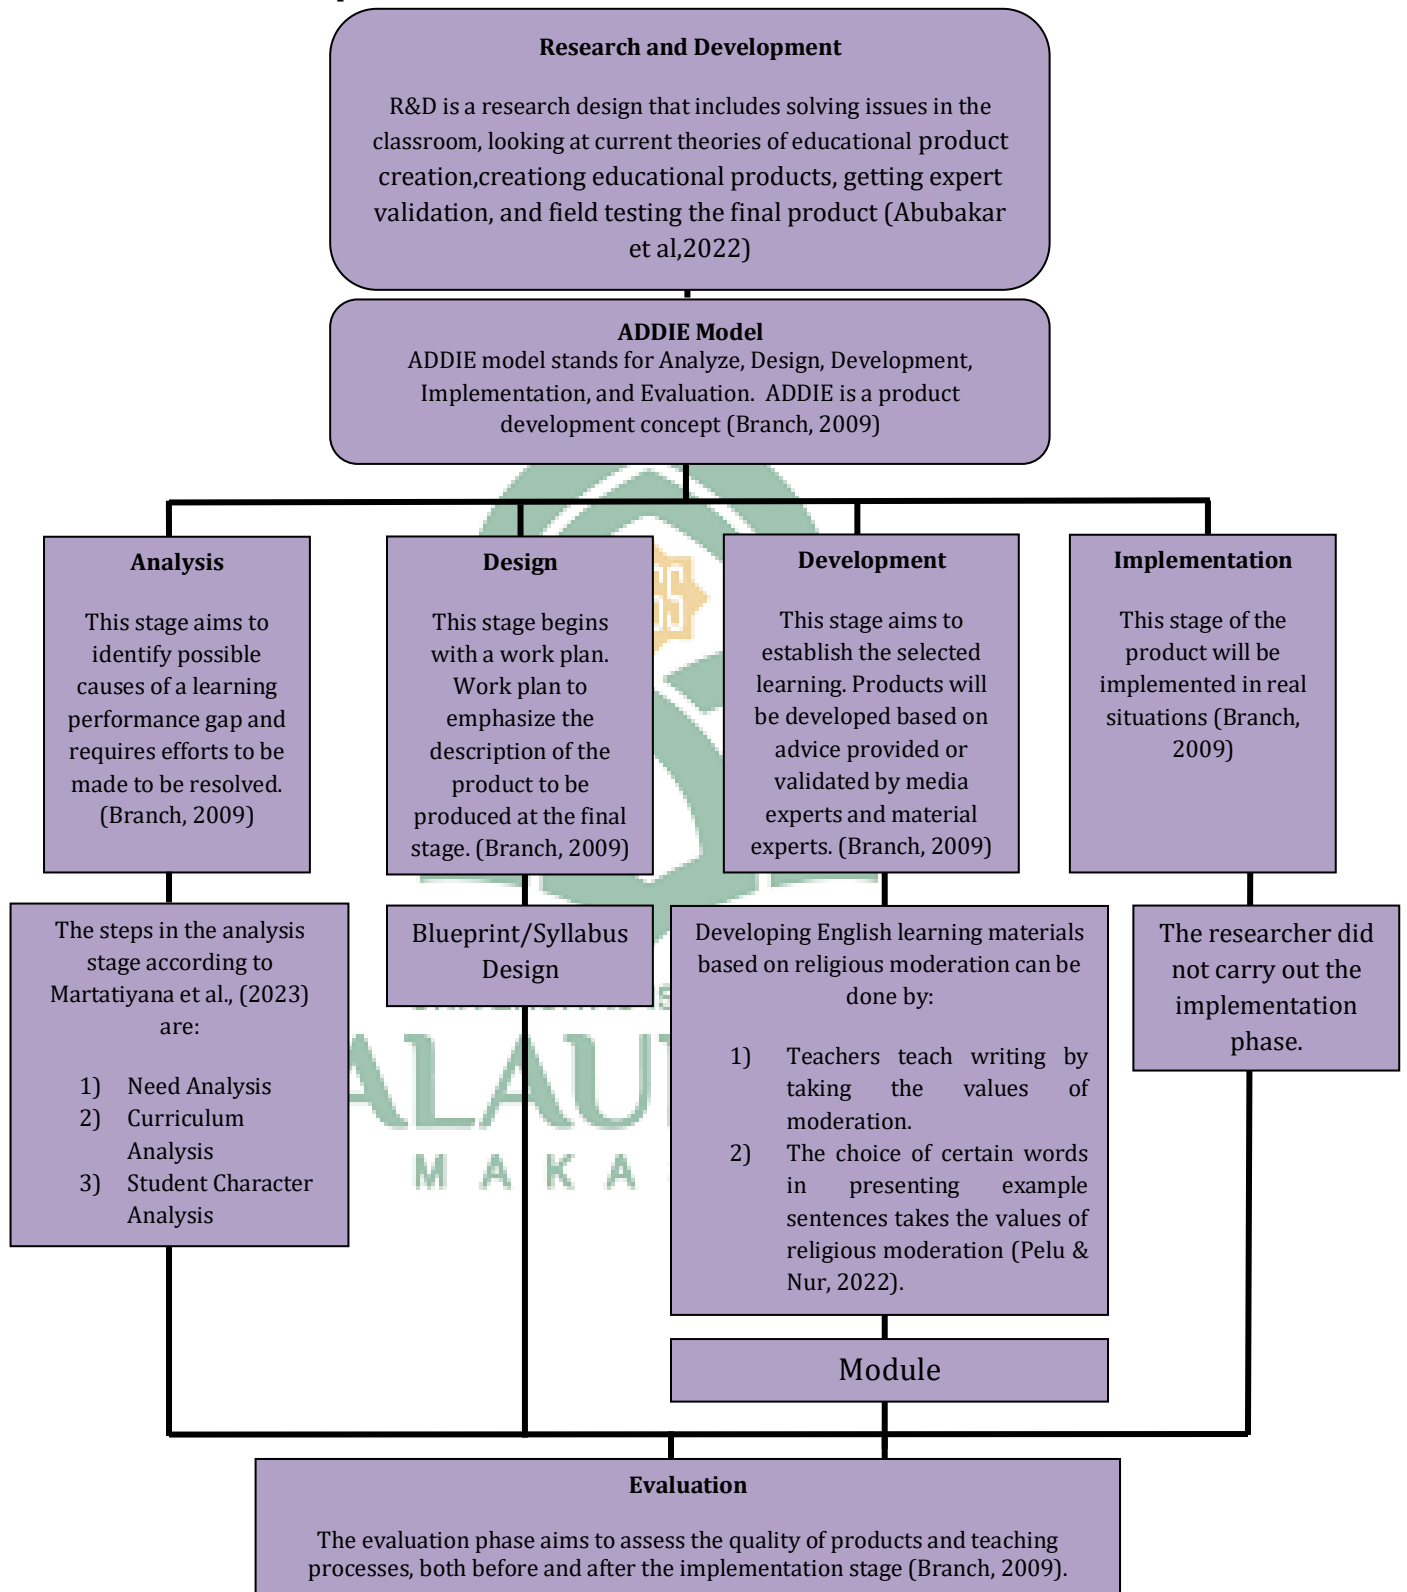 Research and Development
R&D is a research design that includes solving issues in the
classroom, looking at current theories of educational product
creation,creationg educational products, getting expert
validation, and field testing the final product (Abubakar
et al,2022)
ADDIE Model
ADDIE model stands for Analyze, Design, Development,
Implementation, and Evaluation. ADDIE is a product
development concept (Branch, 2009)
Analysis
This stage aims to
identify possible
causes of a learning
performance gap and
requires efforts to be
made to be resolved.
(Branch, 2009)
Design
This stage begins
with a work plan.
Work plan to
emphasize the
description of the
product to be
produced at the final
stage. (Branch, 2009)
Development
This stage aims to
establish the selected
learning. Products will
be developed based on
advice provided or
validated by media
experts and material
experts. (Branch, 2009)
Implementation
This stage of the
product will be
implemented in real
situations (Branch,
2009)
The steps in the analysis
stage according to
Martatiyana et al., (2023)
are:
1) Need Analysis
2) Curriculum
Analysis
3) Student Character
Analysis
Blueprint/Syllabus
Design
Developing English learning materials
based on religious moderation can be
done by:
1) Teachers teach writing by
taking the values of
moderation.
2) The choice of certain words
in presenting example
sentences takes the values of
religious moderation (Pelu &
Nur, 2022).
The researcher did
not carry out the
implementation
phase.
ALAU
M A K A
Module
Evaluation
The evaluation phase aims to assess the quality of products and teaching
processes, both before and after the implementation stage (Branch, 2009).